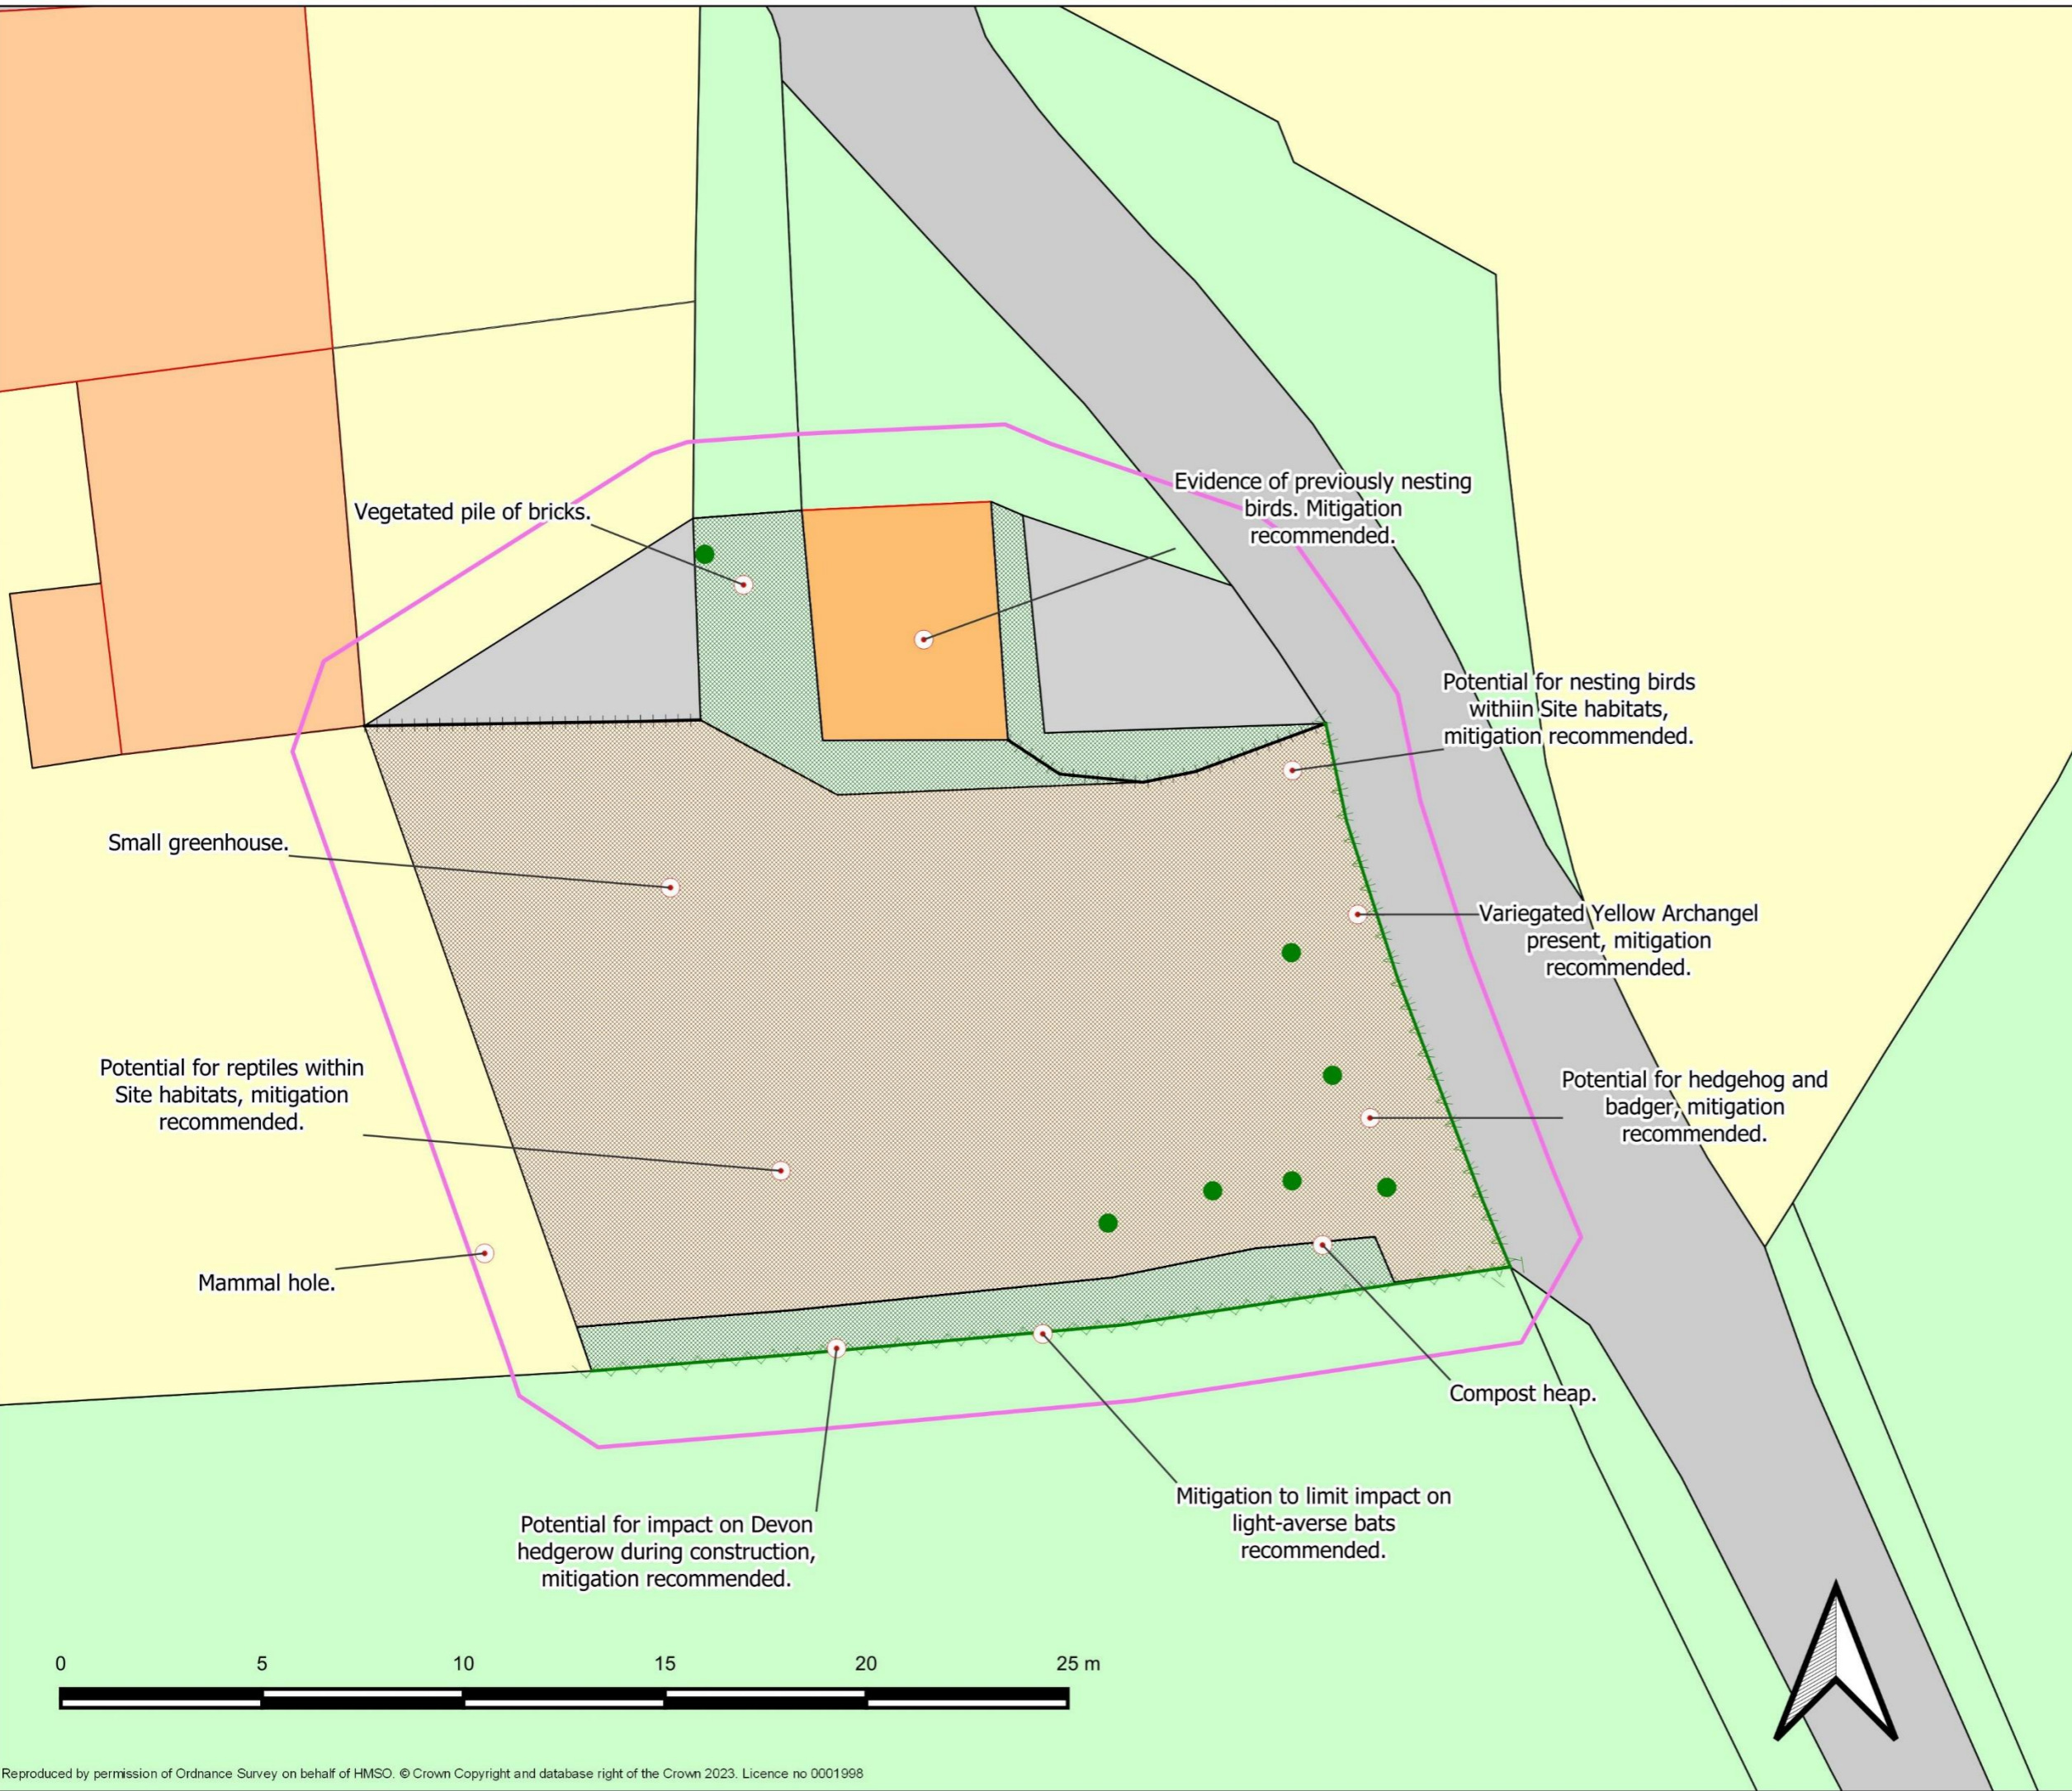 Evidence of previously nesting
birds. Mitigation
recommended.
Vegetated pile of bricks.
Potential for nesting birds
withiin Site habitats,
mitigation recommended.
Small greenhouse.
Variegated Yellow Archangel
present, mitigation
recommended.
Potential for reptiles within
Site habitats, mitigation
recommended.
Potential for hedgehog and
badger, mitigation
recommended.
Mammal hole.
Compost heap.
Mitigation to limit impact on
light-averse bats
recommended.
Potential for impact on Devon
hedgerow during construction,
mitigation recommended.
0 5 10 15 20 25 m
Reproduced by permission of Ordnance Survey on behalf of HMSO. © Crown Copyright and database right of the Crown 2023. Licence no 0001998